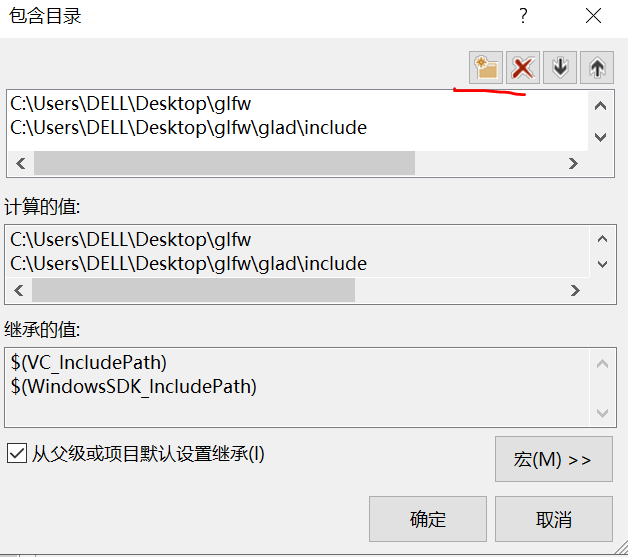 包含目录
C:\Users\DELL\Desktop\glfw
C:\Users\DELL\Desktop\glfw\glad\include
计算的值:
C:\Users\DELL\Desktop\glfw
C:\Users\DELL\Desktop\glfw\glad\include
继承的值:
$(VC_IncludePath)
$(WindowsSDK_IncludePath)
从父级或项目默认设置继承(I)
宏(M) >>
确定
取消